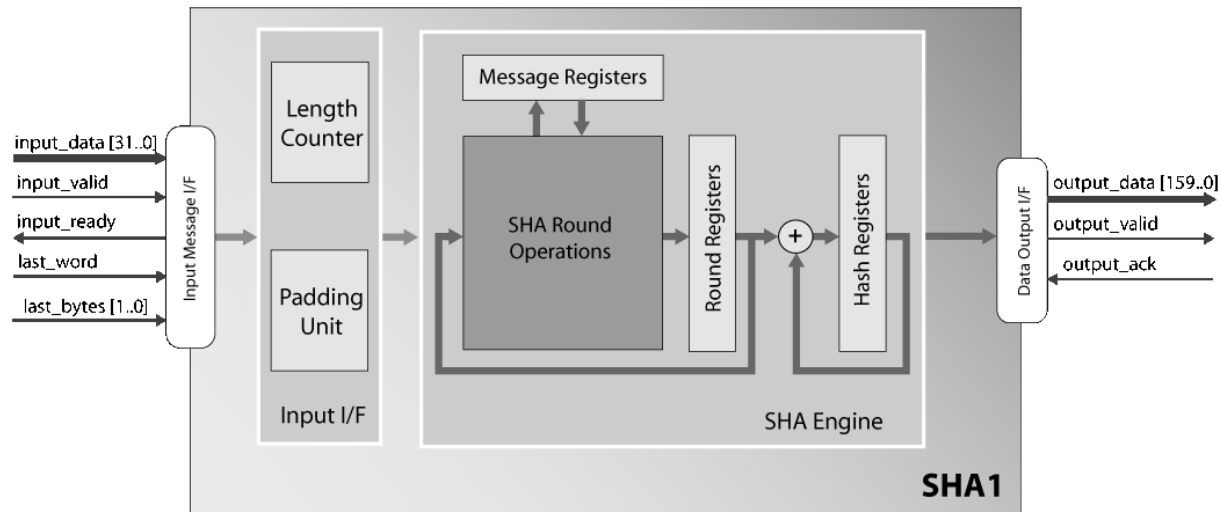 input_data [31..0]
input_valid
input_ready
last_word
last_bytes [1..0]
Input Message I/F
Length
Counter
Padding
Unit
Input I/F
Message Registers
SHA Round
Operations
Round Registers
+
Hash Registers
SHA Engine
Data Output I/F
output_data [159..0]
output_valid
output_ack
SHA1